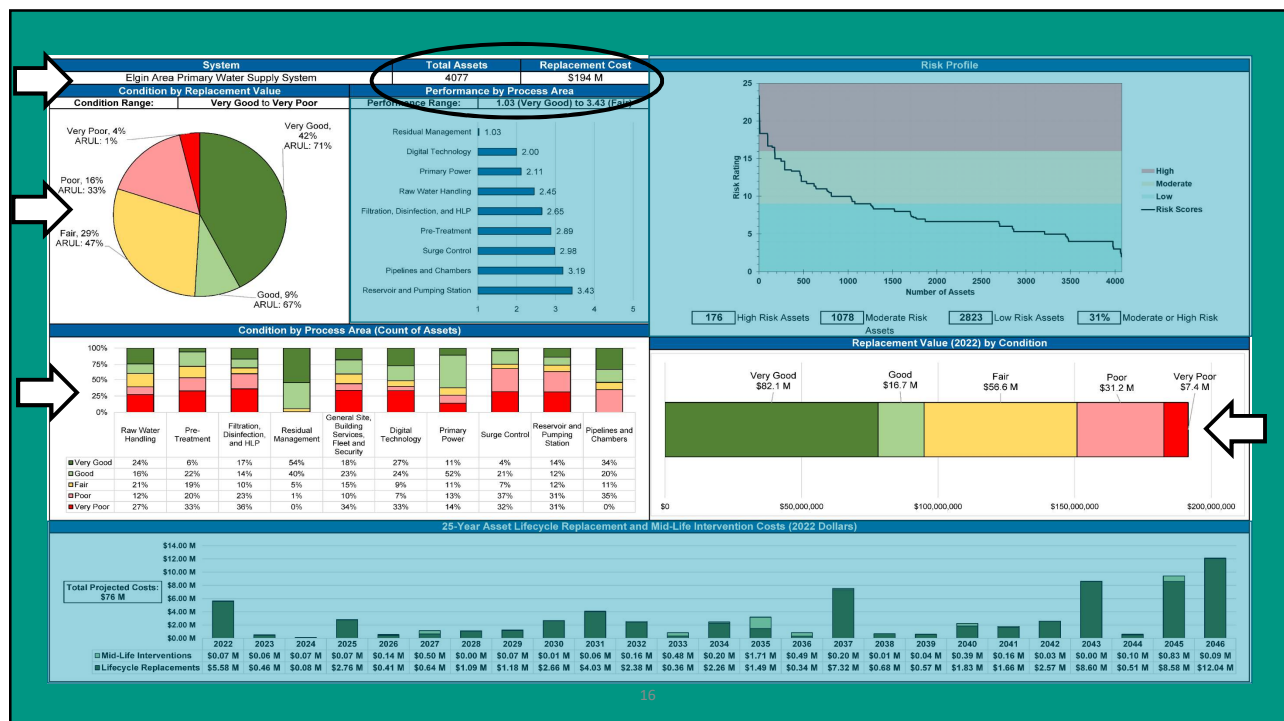 System Total Assets Replacement Cost
Elgin Area Primary Water Supply System 4077 $194 M
Condition by Replacement Value
Condition Range: Very Good to Very Poor
Very Poor, 4%
ARUL: 1%
Very Good,
42%
ARUL: 71%
Poor, 16%
ARUL: 33%
Fair, 29%
ARUL: 47%
Good, 9%
ARUL: 67%
Performance by Process Area
Performance Range: 1.03 (Very Good) to 3.43 (Fair)
Residual Management 1.03
Digital Technology 2.00
Primary Power 2.11
Raw Water Handling 2.45
Filtration, Disinfection, and HLP 2.65
Pre-Treatment 2.89
Surge Control 2.98
Pipelines and Chambers 3.19
Reservoir and Pumping Station 3.43
1 2 3 4 5
Risk Profile
Risk Rating
25
20
15
10
5
0
0 500 1000 1500 2000 2500 3000 3500 4000
Number of Assets
High
Moderate
Low
Risk Scores
176 High Risk Assets 1078 Moderate Risk Assets 2823 Low Risk Assets 31% Moderate or High Risk
Condition by Process Area (Count of Assets)
100%
75%
50%
25%
0%
Raw Water Handling Pre-Treatment Filtration, Disinfection, and HLP Residual Management General Site, Building Services, Fleet and Security Digital Technology Primary Power Surge Control Reservoir and Pumping Station Pipelines and Chambers
Very Good 24% 6% 17% 54% 18% 27% 11% 4% 14% 34%
Good 16% 22% 14% 40% 23% 24% 52% 21% 12% 20%
Fair 21% 19% 10% 5% 15% 9% 11% 7% 12% 11%
Poor 12% 20% 23% 1% 10% 7% 13% 37% 31% 35%
Very Poor 27% 33% 36% 0% 34% 33% 14% 32% 31% 0%
Replacement Value (2022) by Condition
Very Good Good Fair Poor Very Poor
$82.1 M $16.7 M $56.6 M $31.2 M $7.4 M
$0 $50,000,000 $100,000,000 $150,000,000 $200,000,000
25-Year Asset Lifecycle Replacement and Mid-Life Intervention Costs (2022 Dollars)
Total Projected Costs:
$76 M
$14.00 M
$12.00 M
$10.00 M
$8.00 M
$6.00 M
$4.00 M
$2.00 M
$0.00 M
2022 2023 2024 2025 2026 2027 2028 2029 2030 2031 2032 2033 2034 2035 2036 2037 2038 2039 2040 2041 2042 2043 2044 2045 2046
Mid-Life Interventions $0.07 M $0.06 M $0.07 M $0.07 M $0.14 M $0.50 M $0.00 M $0.07 M $0.01 M $0.06 M $0.16 M $0.48 M $0.20 M $1.71 M $0.49 M $0.20 M $0.01 M $0.04 M $0.39 M $0.16 M $0.03 M $0.00 M $0.10 M $0.83 M $0.09 M
Lifecycle Replacements $5.58 M $0.46 M $0.08 M $2.76 M $0.41 M $0.64 M $1.09 M $1.18 M $2.66 M $4.03 M $2.38 M $0.36 M $2.26 M $1.49 M $0.34 M $7.32 M $0.68 M $0.57 M $1.83 M $1.66 M $2.57 M $8.60 M $0.51 M $8.58 M $12.04 M
16